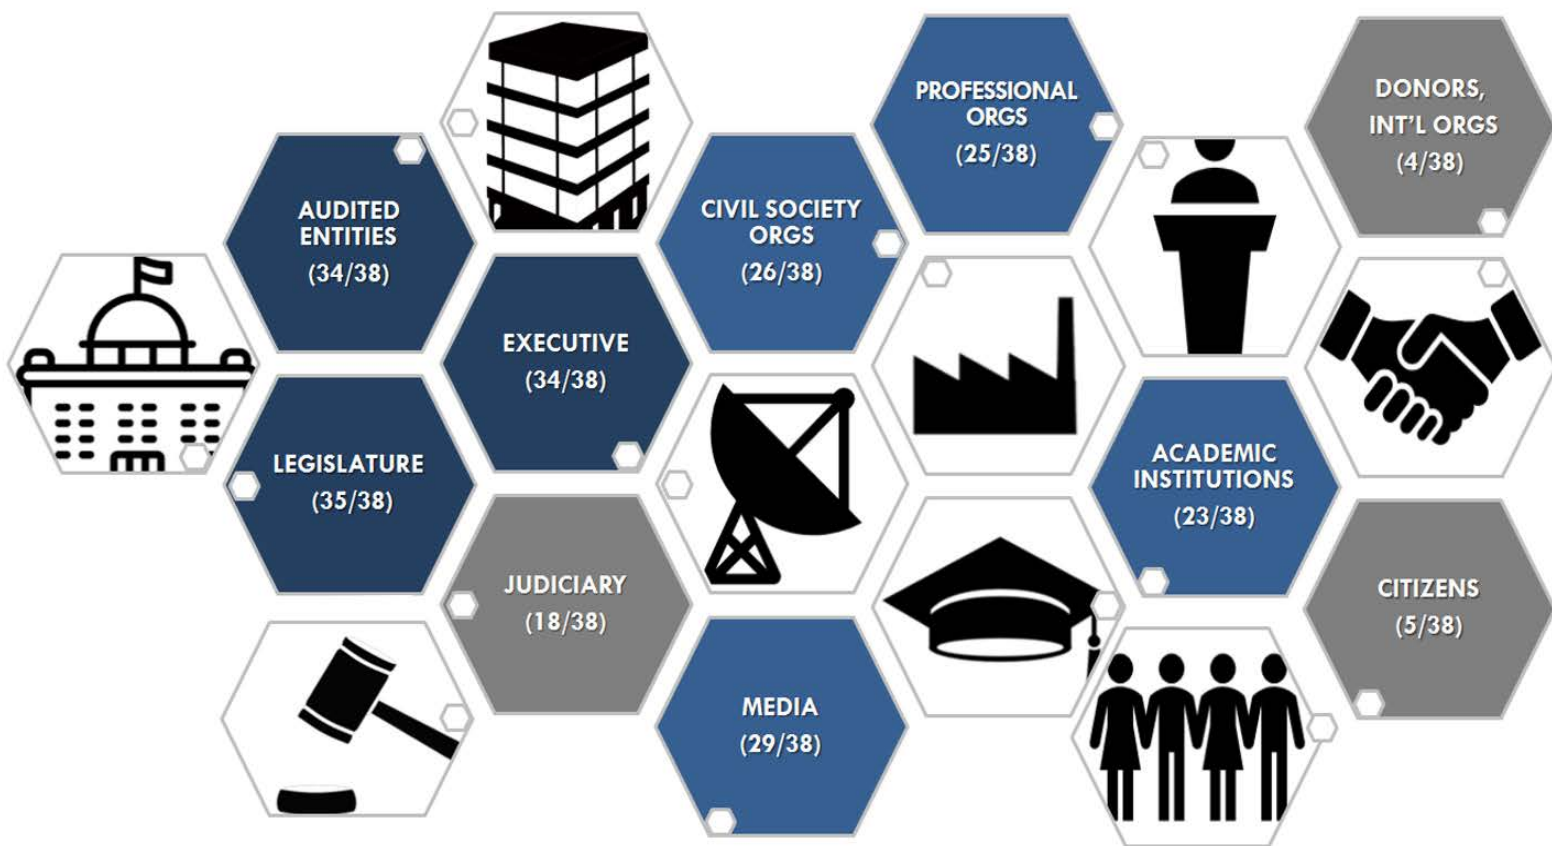 AUDITED
ENTITIES
(34/38)
LEGISLATURE
(35/38)
EXECUTIVE
(34/38)
JUDICIARY
(18/38)
CIVIL SOCIETY
ORGS
(26/38)
MEDIA
(29/38)
PROFESSIONAL
ORGS
(25/38)
ACADEMIC
INSTITUTIONS
(23/38)
DONORS,
INT'L ORGS
(4/38)
CITIZENS
(5/38)